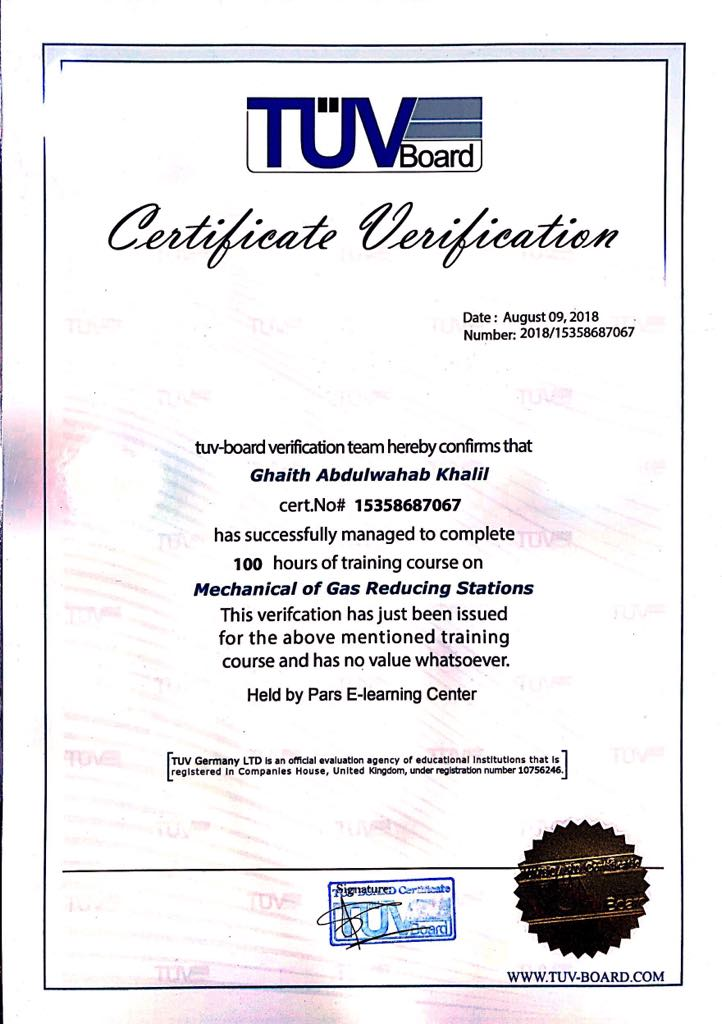 TÜV
Board
Certificate Verification
Date : August 09, 2018
Number: 2018/15358687067
tuv-board verification team hereby confirms that
Ghaith Abdulwahab Khalil
cert.No# 15358687067
has successfully managed to complete
100 hours of training course on
Mechanical of Gas Reducing Stations
This verifcation has just been issued
for the above mentioned training
course and has no value whatsoever.
Held by Pars E-learning Center
[TUV Germany LTD is an official evaluation agency of educational institutions that is
registered in Companies House, United Kingdom, under registration number 10756246.]
Signature:
Certificate
TÜV
Board
WWW.TUV-BOARD.COM